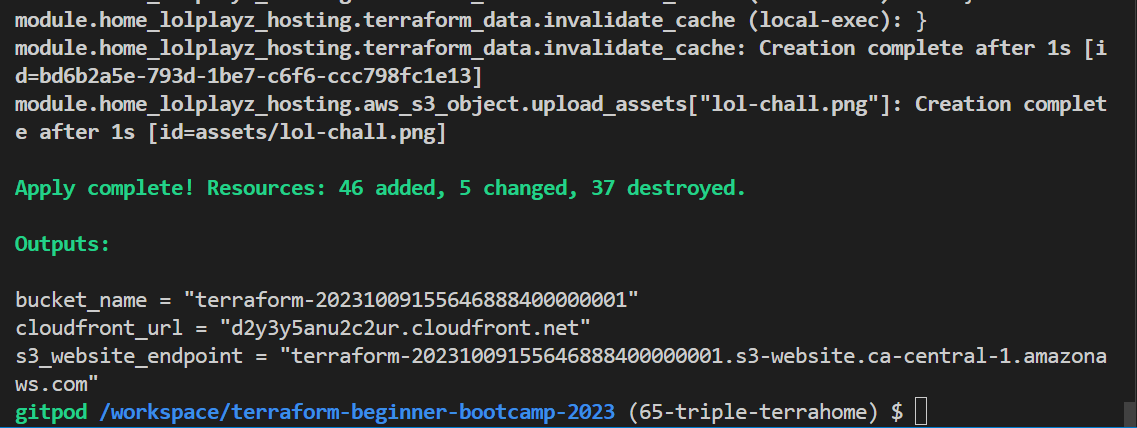 module.home_lolplayz_hosting.terraform_data.invalidate_cache (local-exec): }
module.home_lolplayz_hosting.terraform_data.invalidate_cache: Creation complete after 1s [i
d=bd6b2a5e-793d-1be7-c6f6-ccc798fc1e13]
module.home_lolplayz_hosting.aws_s3_object.upload_assets["lol-chall.png"]: Creation complet
e after 1s [id=assets/lol-chall.png]
Apply complete! Resources: 46 added, 5 changed, 37 destroyed.
Outputs:
bucket_name = "terraform-20231009155646888400000001"
cloudfront_url = "d2y3y5anu2c2ur.cloudfront.net"
s3_website_endpoint = "terraform-20231009155646888400000001.s3-website.ca-central-1.amazona
ws.com"
gitpod /workspace/terraform-beginner-bootcamp-2023 (65-triple-terrahome) $